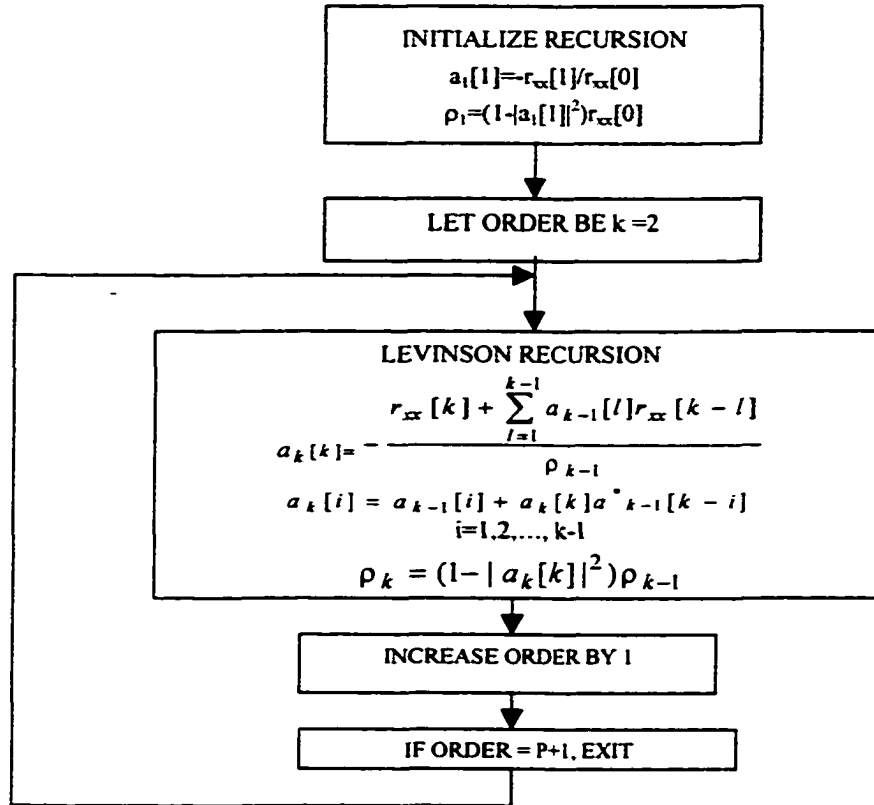 INITIALIZE RECURSION
a₁[1]=-r_xx[1]/r_xx[0]
ρ₁=(1-|a₁[1]|²)r_xx[0]
LET ORDER BE k =2
LEVINSON RECURSION
a_k[k]= - (r_xx[k] + \sum_{l=1}^{k-1} a_{k-1}[l]r_xx[k-l]) / ρ_{k-1}
a_k[i] = a_{k-1}[i] + a_k[k]a*_{k-1}[k-i]
i=1,2,..., k-1
ρ_k = (1-|a_k[k]|²)ρ_{k-1}
INCREASE ORDER BY 1
IF ORDER = P+1, EXIT